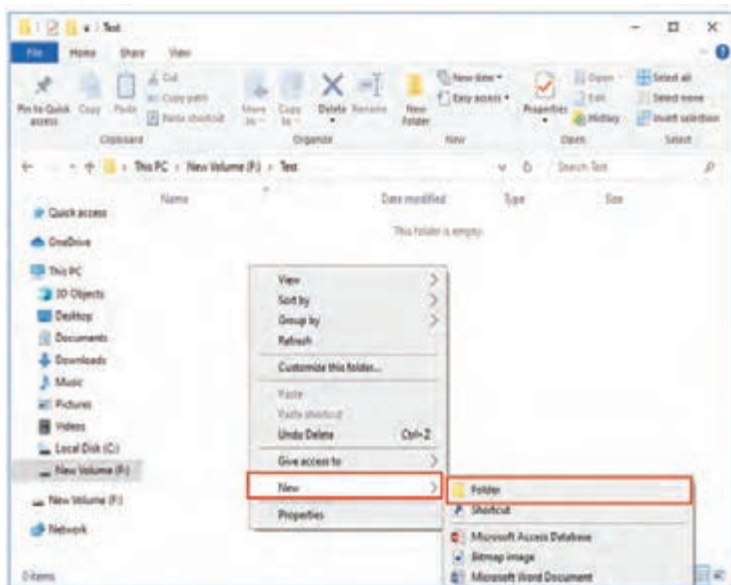 Test
File Home Share View
Pin to Quick access
Copy
Paste
Cut
Copy path
Paste shortcut
Clipboard
Move to
Copy to
Delete
Rename
Organize
New folder
New item
Easy access
New
Properties
Open
Edit
History
Open
Select all
Select none
Invert selection
Select
This PC › New Volume (F:) › Test
Search Test
Name Date modified Type Size
This folder is empty.
Quick access
OneDrive
This PC
3D Objects
Desktop
Documents
Downloads
Music
Pictures
Videos
Local Disk (C:)
New Volume (F:)
New Volume (F:)
Network
0 items
View
Sort by
Group by
Refresh
Customize this folder...
Paste
Paste shortcut
Undo Delete Ctrl+Z
Give access to
New
Properties
Folder
Shortcut
Microsoft Access Database
Bitmap image
Microsoft Word Document